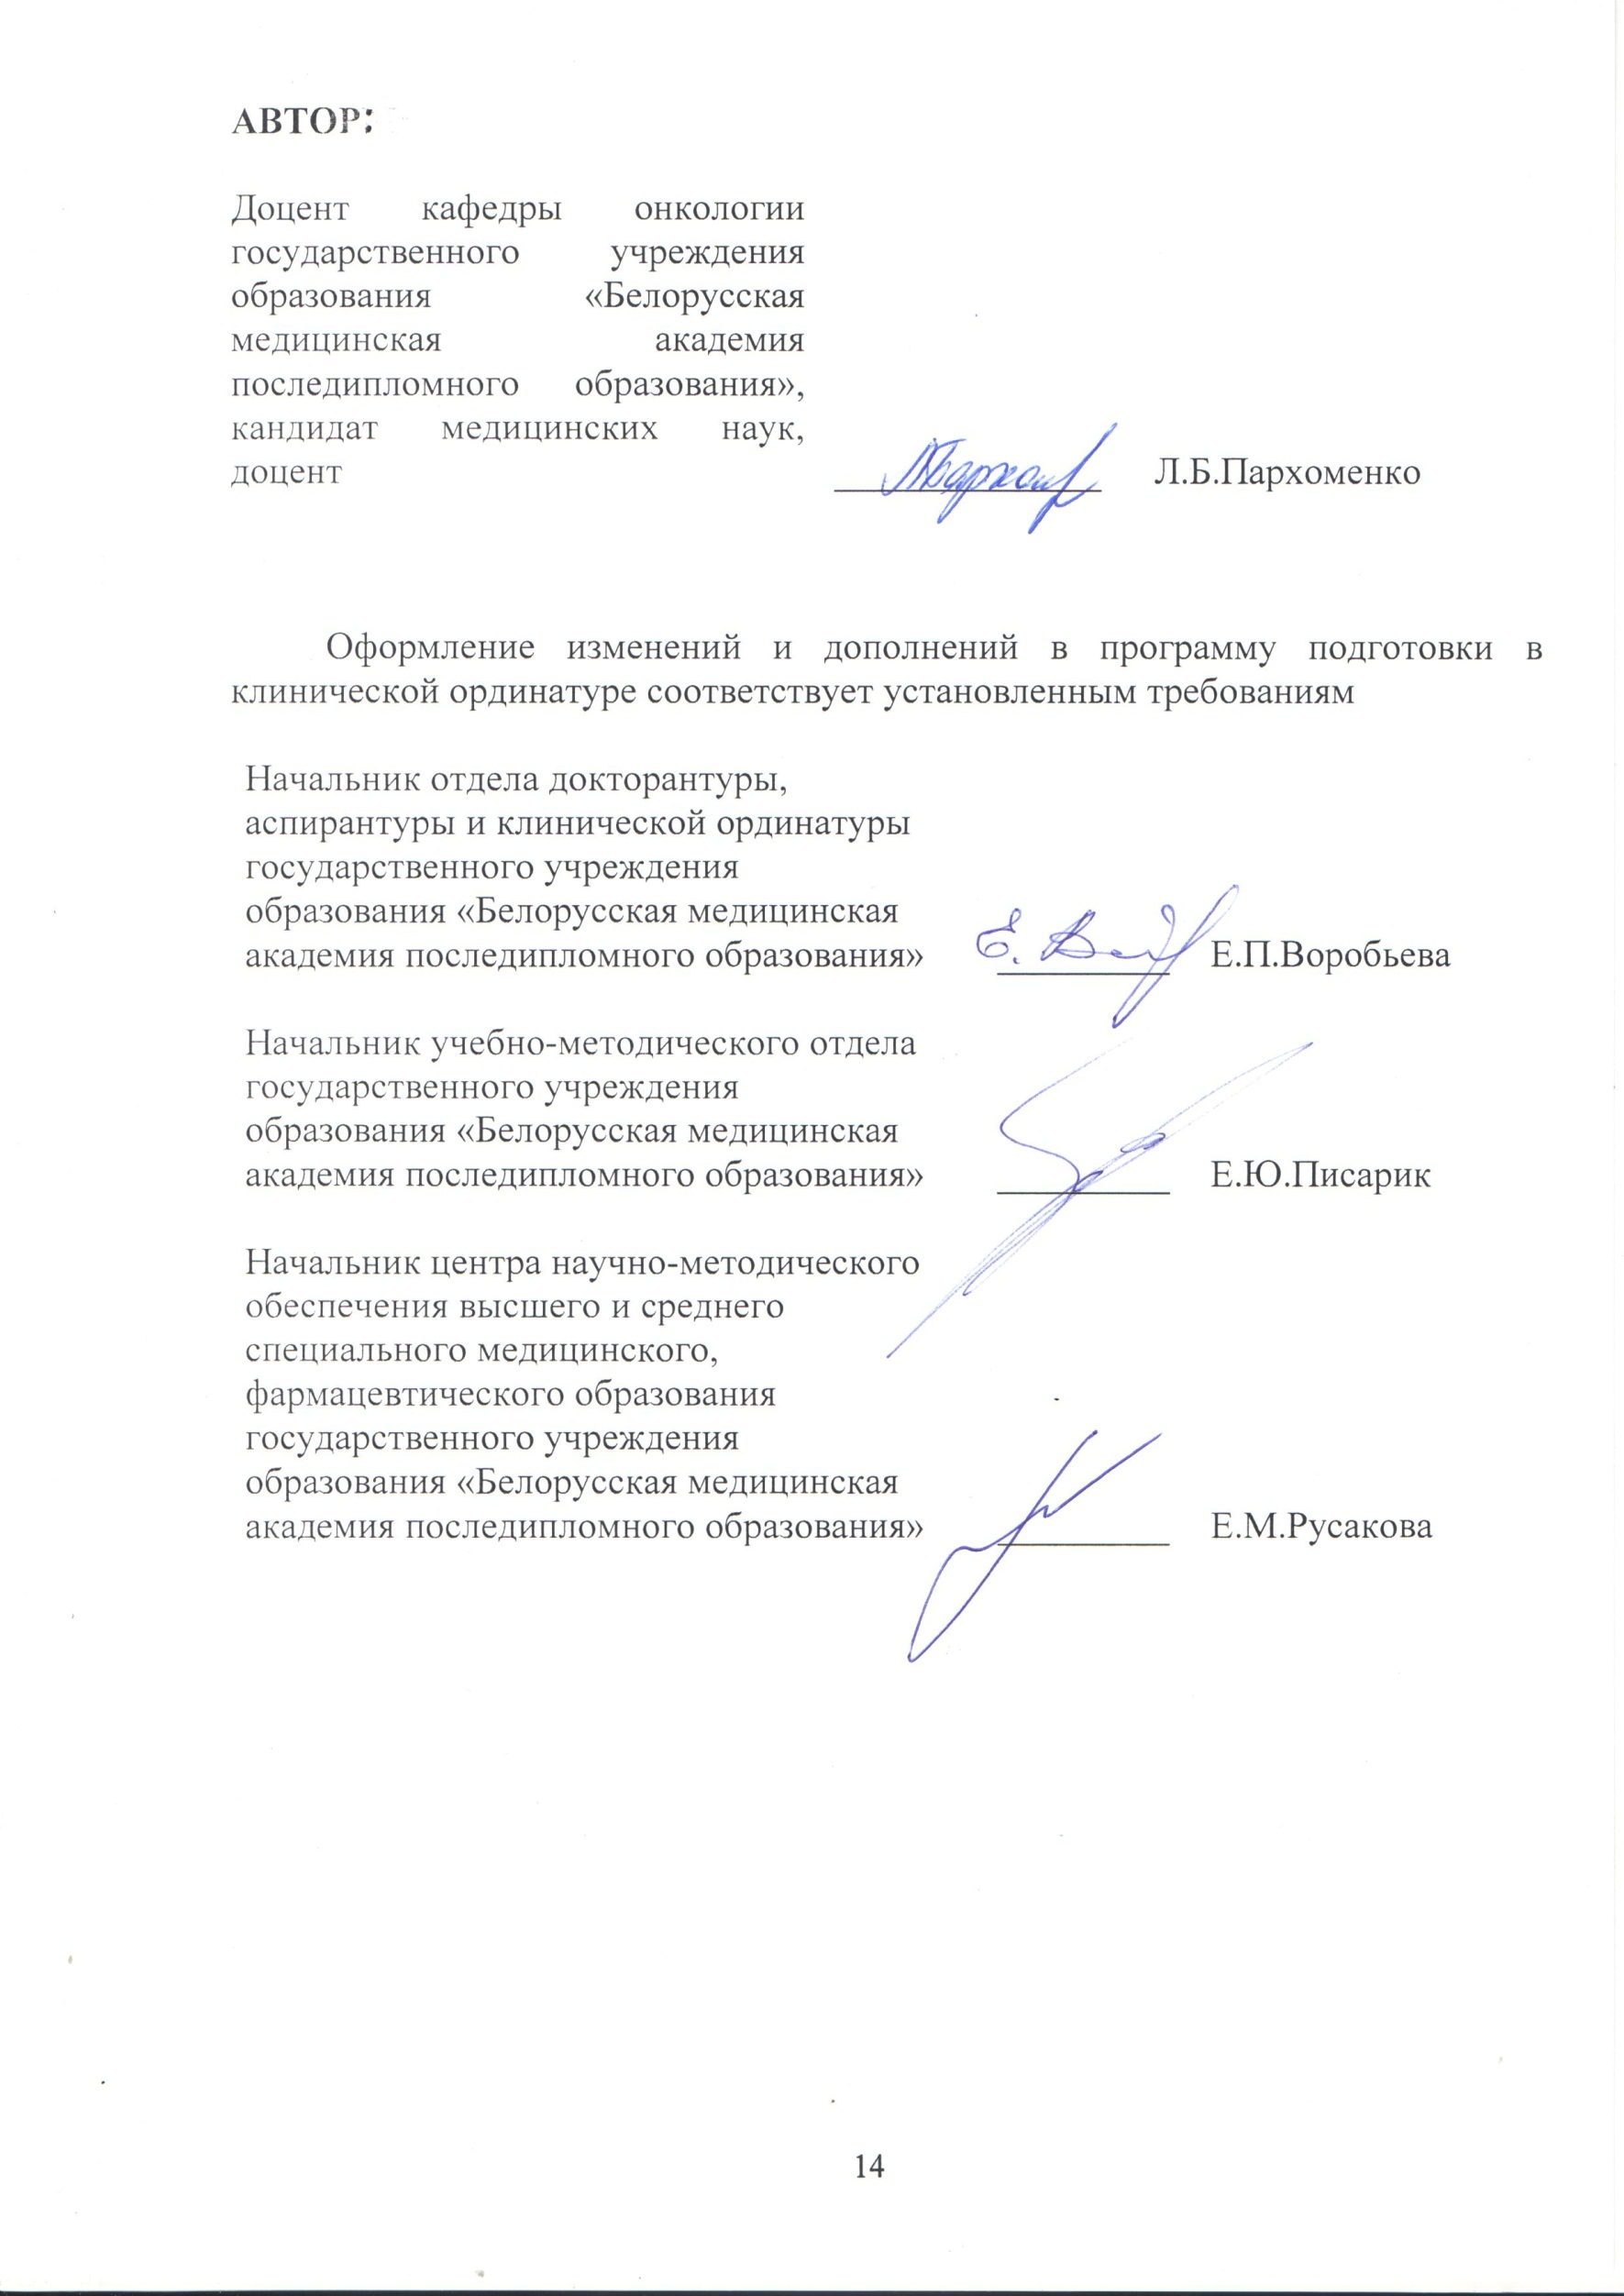 АВТОР:
Доцент кафедры онкологии
государственного учреждения
образования «Белорусская
медицинская академия
последипломного образования»,
кандидат медицинских наук,
доцент Л.Б.Пархоменко
Оформление изменений и дополнений в программу подготовки в
клинической ординатуре соответствует установленным требованиям
Начальник отдела докторантуры,
аспирантуры и клинической ординатуры
государственного учреждения
образования «Белорусская медицинская
академия последипломного образования» Е.П.Воробьева
Начальник учебно-методического отдела
государственного учреждения
образования «Белорусская медицинская
академия последипломного образования» Е.Ю.Писарик
Начальник центра научно-методического
обеспечения высшего и среднего
специального медицинского,
фармацевтического образования
государственного учреждения
образования «Белорусская медицинская
академия последипломного образования» Е.М.Русакова
14